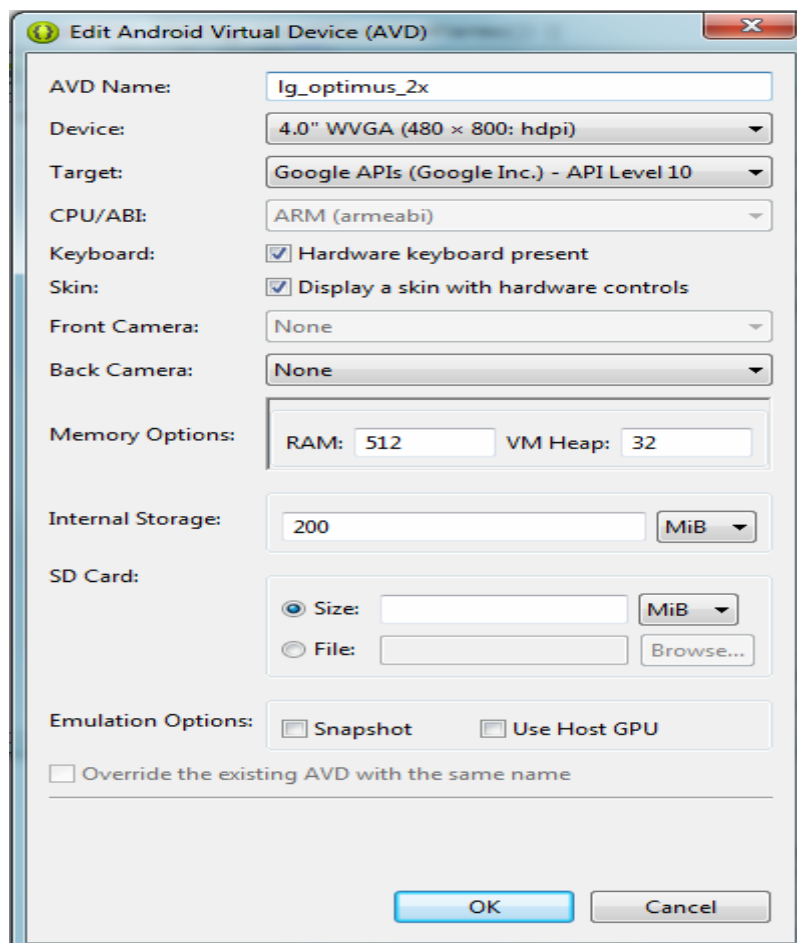 Edit Android Virtual Device (AVD)
AVD Name: lg_optimus_2x
Device: 4.0" WVGA (480 × 800: hdpi)
Target: Google APIs (Google Inc.) - API Level 10
CPU/ABI: ARM (armeabi)
Keyboard: Hardware keyboard present
Skin: Display a skin with hardware controls
Front Camera: None
Back Camera: None
Memory Options: RAM: 512 VM Heap: 32
Internal Storage: 200 MiB
SD Card:
Size: MiB
File: Browse...
Emulation Options: Snapshot Use Host GPU
Override the existing AVD with the same name
OK Cancel